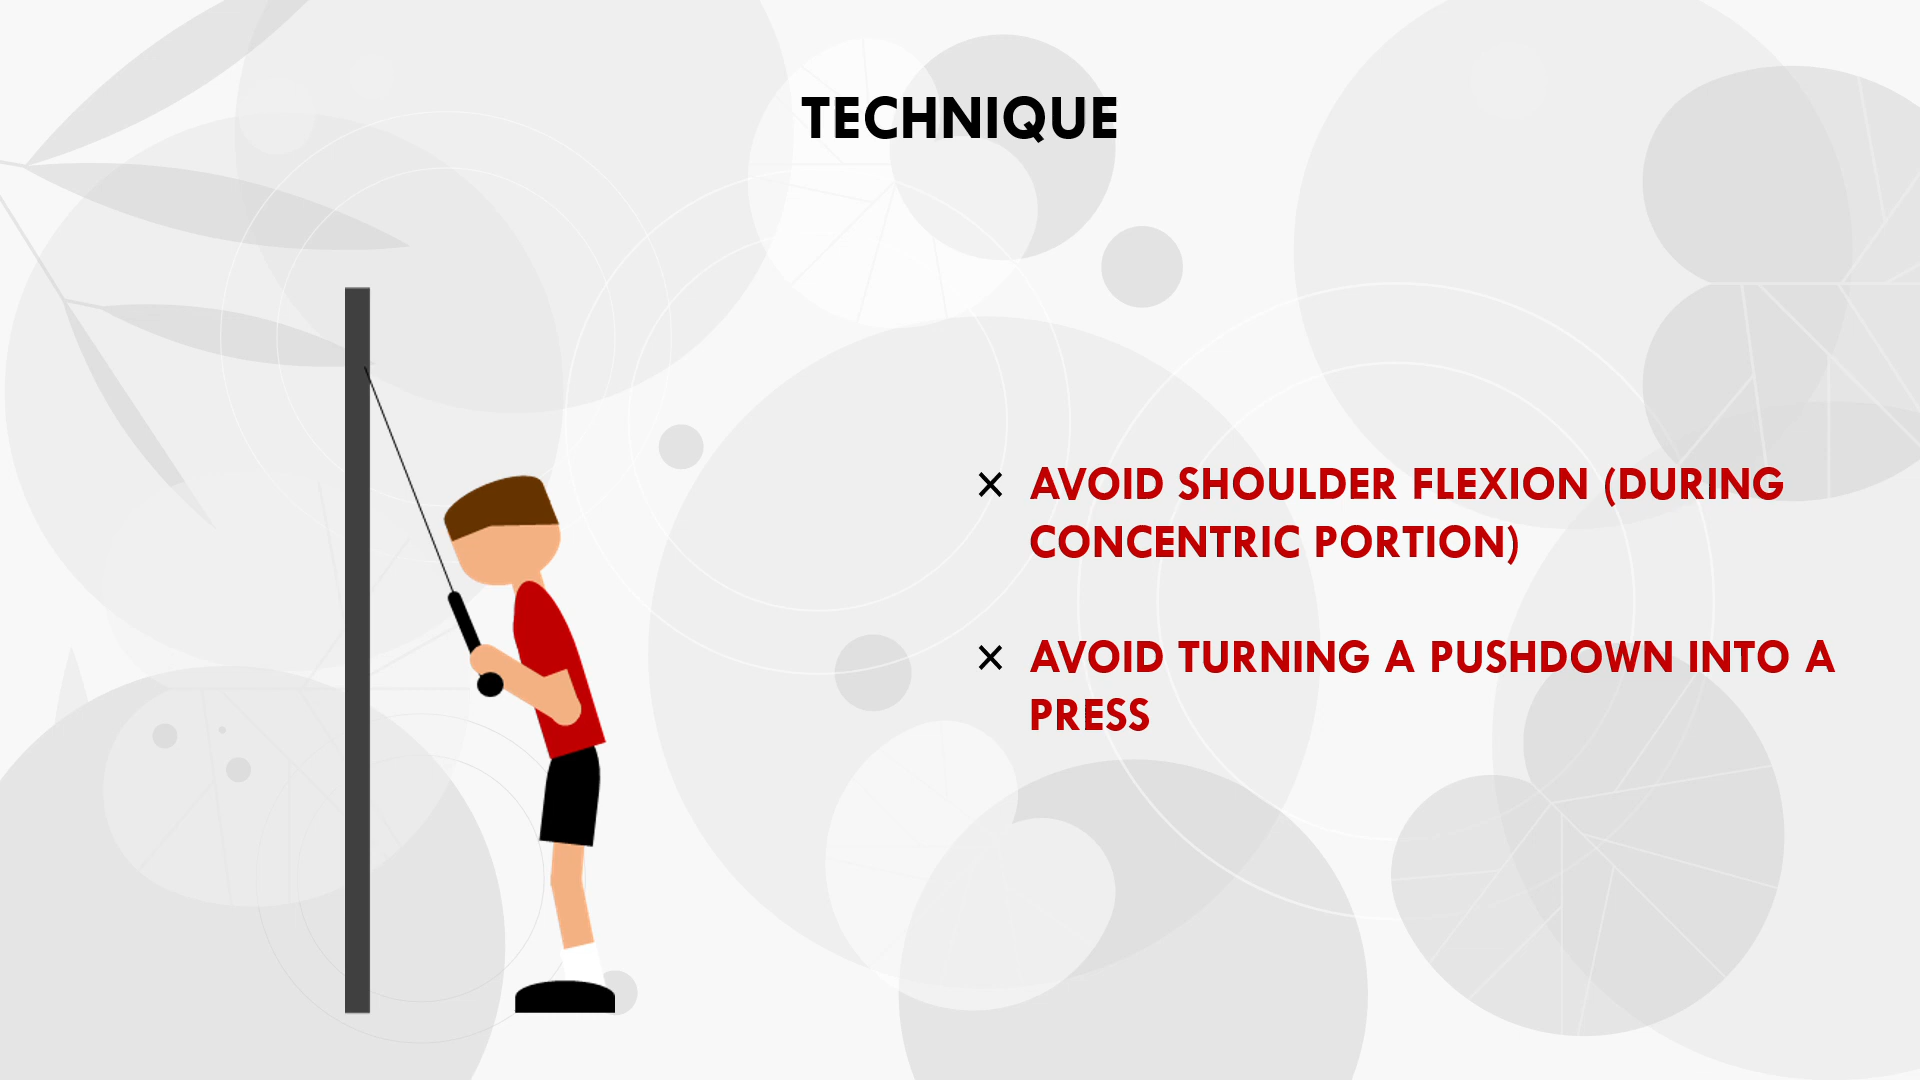 TECHNIQUE
× AVOID SHOULDER FLEXION (DURING
CONCENTRIC PORTION)
× AVOID TURNING A PUSHDOWN INTO A
PRESS